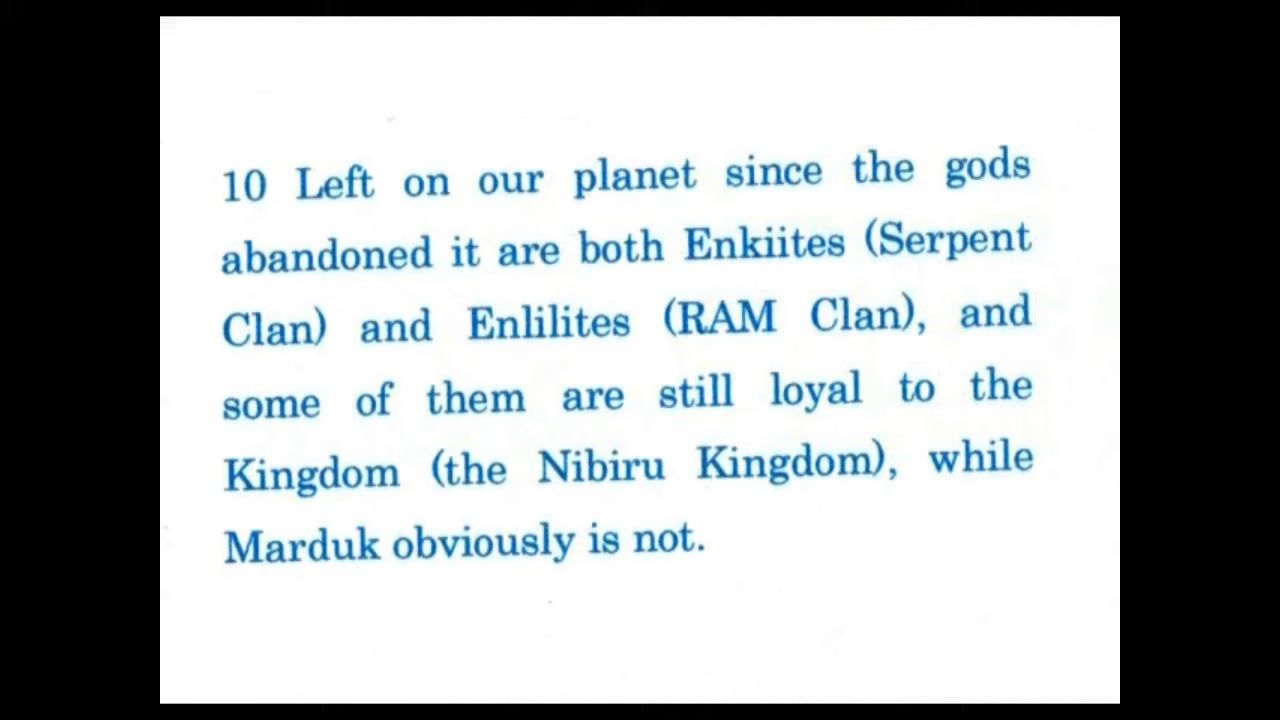 10 Left on our planet since the gods
abandoned it are both Enkiites (Serpent
Clan) and Enlilites (RAM Clan), and
some of them are still loyal to the
Kingdom (the Nibiru Kingdom), while
Marduk obviously is not.